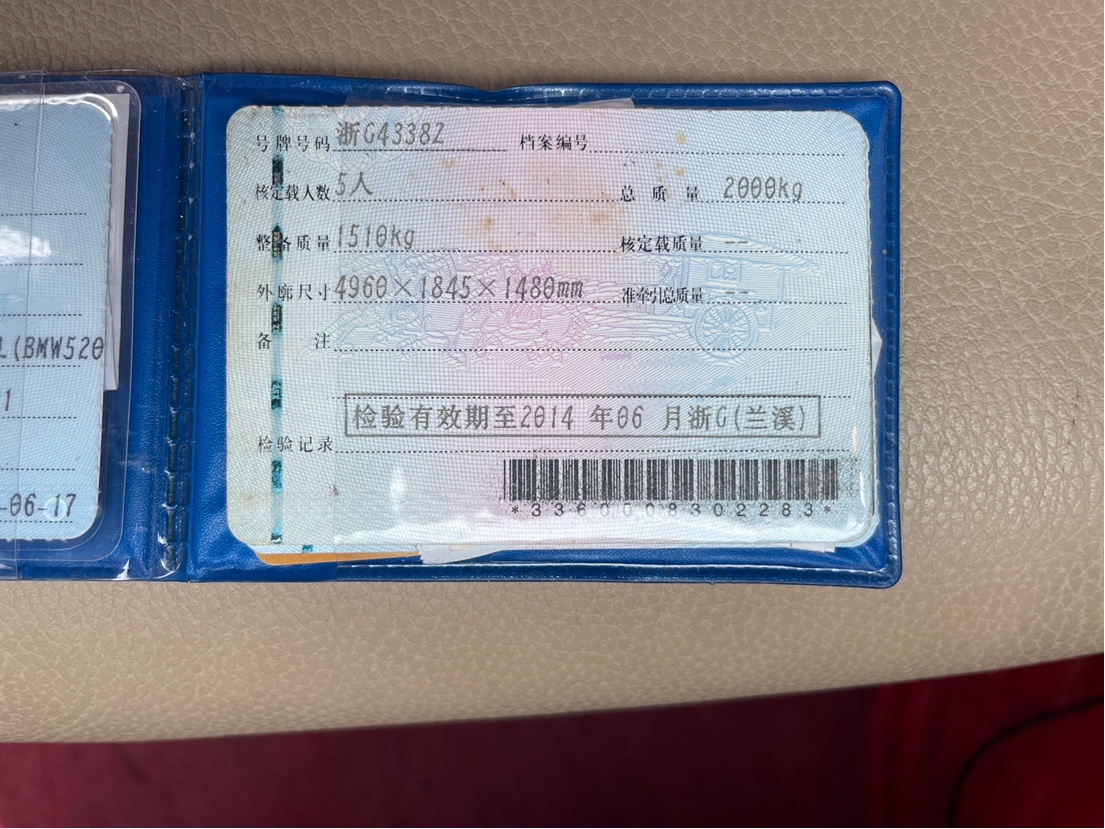 号牌号码 浙G4338Z 档案编号
核定载人数 5人 总质量 2000kg
整备质量 1510kg 核定载质量 --
外廓尺寸 4960×1845×1480mm 准牵引总质量 --
备注
检验有效期至2014 年06 月浙G(兰溪)
检验记录
*3360008302283*
L(BMW520
1
-06-17